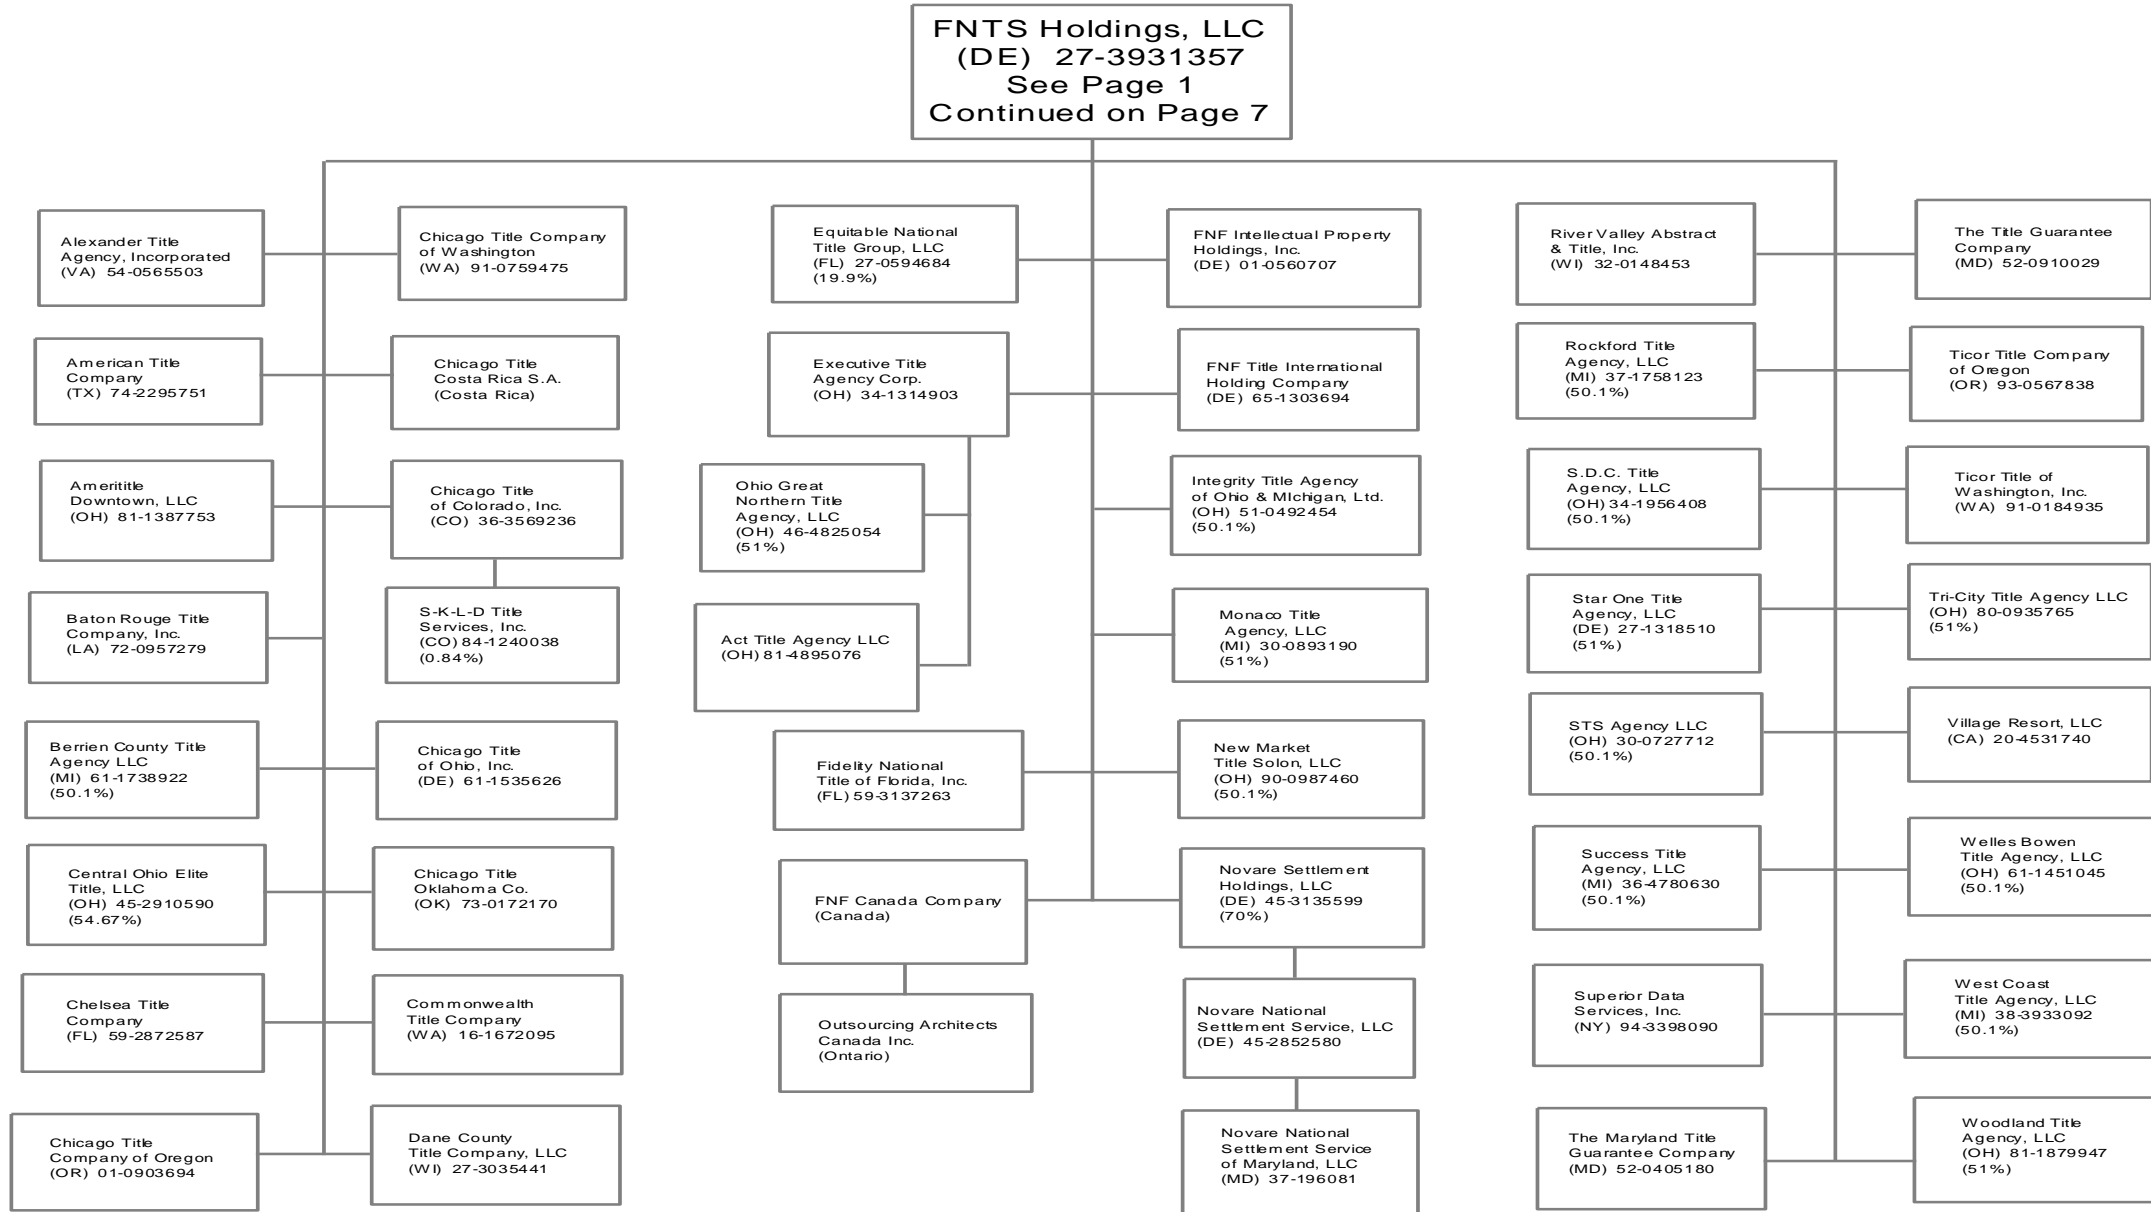 FNTS Holdings, LLC
(DE) 27-3931357
See Page 1
Continued on Page 7
Alexander Title
Agency, Incorporated
(VA) 54-0565503
Chicago Title Company
of Washington
(WA) 91-0759475
American Title
Company
(TX) 74-2295751
Chicago Title
Costa Rica S.A.
(Costa Rica)
Amerititle
Downtown, LLC
(OH) 81-1387753
Chicago Title
of Colorado, Inc.
(CO) 36-3569236
Baton Rouge Title
Company, Inc.
(LA) 72-0957279
S-K-L-D Title
Services, Inc.
(CO) 84-1240038
(0.84%)
Berrien County Title
Agency LLC
(MI) 61-1738922
(50.1%)
Chicago Title
of Ohio, Inc.
(DE) 61-1535626
Central Ohio Elite
Title, LLC
(OH) 45-2910590
(54.67%)
Chicago Title
Oklahoma Co.
(OK) 73-0172170
Chelsea Title
Company
(FL) 59-2872587
Commonwealth
Title Company
(WA) 16-1672095
Chicago Title
Company of Oregon
(OR) 01-0903694
Dane County
Title Company, LLC
(WI) 27-3035441
Equitable National
Title Group, LLC
(FL) 27-0594684
(19.9%)
FNF Intellectual Property
Holdings, Inc.
(DE) 01-0560707
Executive Title
Agency Corp.
(OH) 34-1314903
FNF Title International
Holding Company
(DE) 65-1303694
Ohio Great
Northern Title
Agency, LLC
(OH) 46-4825054
(51%)
Integrity Title Agency
of Ohio & MIchigan, Ltd.
(OH) 51-0492454
(50.1%)
Act Title Agency LLC
(OH) 81-4895076
Monaco Title
Agency, LLC
(MI) 30-0893190
(51%)
Fidelity National
Title of Florida, Inc.
(FL) 59-3137263
New Market
Title Solon, LLC
(OH) 90-0987460
(50.1%)
FNF Canada Company
(Canada)
Novare Settlement
Holdings, LLC
(DE) 45-3135599
(70%)
Outsourcing Architects
Canada Inc.
(Ontario)
Novare National
Settlement Service, LLC
(DE) 45-2852580
Novare National
Settlement Service
of Maryland, LLC
(MD) 37-196081
River Valley Abstract
& Title, Inc.
(WI) 32-0148453
The Title Guarantee
Company
(MD) 52-0910029
Rockford Title
Agency, LLC
(MI) 37-1758123
(50.1%)
Ticor Title Company
of Oregon
(OR) 93-0567838
S.D.C. Title
Agency, LLC
(OH) 34-1956408
(50.1%)
Ticor Title of
Washington, Inc.
(WA) 91-0184935
Star One Title
Agency, LLC
(DE) 27-1318510
(51%)
Tri-City Title Agency LLC
(OH) 80-0935765
(51%)
STS Agency LLC
(OH) 30-0727712
(50.1%)
Village Resort, LLC
(CA) 20-4531740
Success Title
Agency, LLC
(MI) 36-4780630
(50.1%)
Welles Bowen
Title Agency, LLC
(OH) 61-1451045
(50.1%)
Superior Data
Services, Inc.
(NY) 94-3398090
West Coast
Title Agency, LLC
(MI) 38-3933092
(50.1%)
The Maryland Title
Guarantee Company
(MD) 52-0405180
Woodland Title
Agency, LLC
(OH) 81-1879947
(51%)